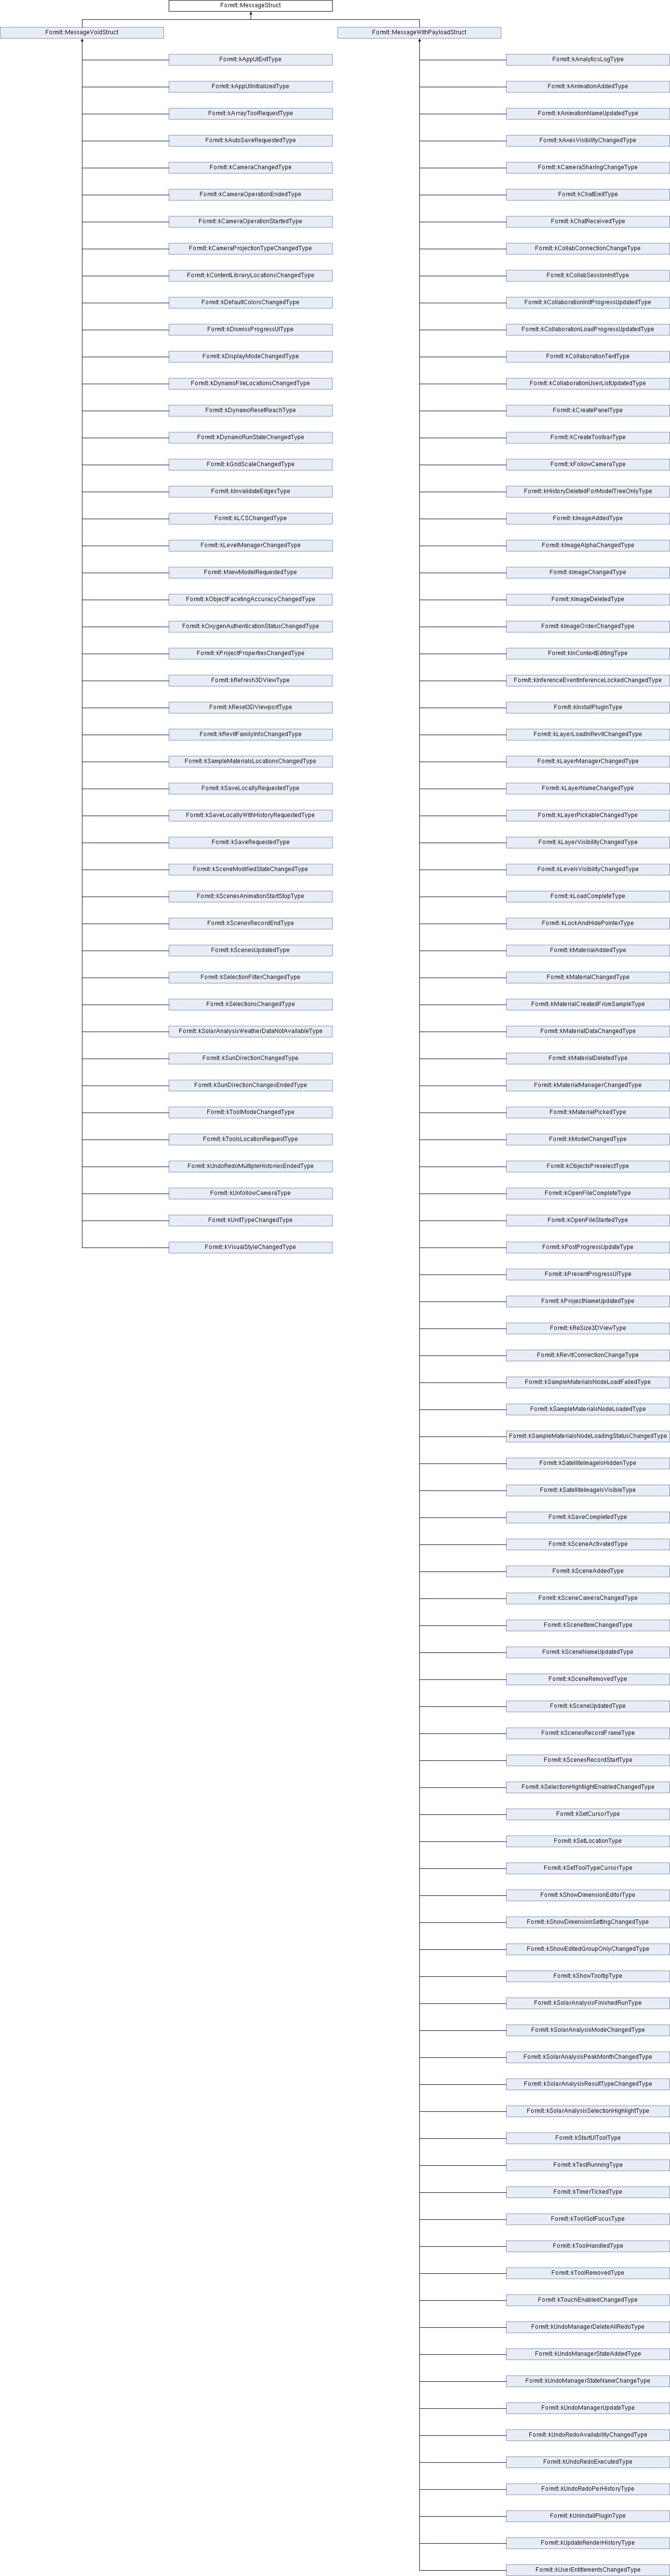 FormIt::MessageStruct
FormIt::MessageVoidStruct
FormIt::MessageWithPayloadStruct
FormIt::kAppUIExitType
FormIt::kAppUIInitializedType
FormIt::kArrayToolRequestType
FormIt::kAutoSaveRequestedType
FormIt::kCameraChangedType
FormIt::kCameraOperationEndedType
FormIt::kCameraOperationStartedType
FormIt::kCameraProjectionTypeChangedType
FormIt::kContentLibraryLocationsChangedType
FormIt::kDefaultColorsChangedType
FormIt::kDismissProgressUIType
FormIt::kDisplayModeChangedType
FormIt::kDynamoFileLocationsChangedType
FormIt::kDynamoResetReachType
FormIt::kDynamoRunStateChangedType
FormIt::kGridScaleChangedType
FormIt::kInvalidateEdgesType
FormIt::kLCSChangedType
FormIt::kLevelManagerChangedType
FormIt::kNewModelRequestedType
FormIt::kObjectFacetingAccuracyChangedType
FormIt::kOxygenAuthenticationStatusChangedType
FormIt::kProjectPropertiesChangedType
FormIt::kRefresh3DViewType
FormIt::kReset3DViewportType
FormIt::kRevitFamilyInfoChangedType
FormIt::kSampleMaterialsLocationsChangedType
FormIt::kSaveLocallyRequestedType
FormIt::kSaveLocallyWithHistoryRequestedType
FormIt::kSaveRequestedType
FormIt::kSceneModifiedStateChangedType
FormIt::kScenesAnimationStartStopType
FormIt::kScenesRecordEndType
FormIt::kScenesUpdatedType
FormIt::kSelectionFilterChangedType
FormIt::kSelectionsChangedType
FormIt::kSolarAnalysisWeatherDataNotAvailableType
FormIt::kSunDirectionChangedType
FormIt::kSunDirectionChangesEndedType
FormIt::kToolModeChangedType
FormIt::kToolsLocationRequestType
FormIt::kUndoRedoMultipleHistoriesEndedType
FormIt::kUnfollowCameraType
FormIt::kUnitTypeChangedType
FormIt::kVisualStyleChangedType
FormIt::kAnalyticsLogType
FormIt::kAnimationAddedType
FormIt::kAnimationNameUpdatedType
FormIt::kAxesVisibilityChangedType
FormIt::kCameraSharingChangeType
FormIt::kChatEmitType
FormIt::kChatReceivedType
FormIt::kCollabConnectionChangeType
FormIt::kCollabSessionInitType
FormIt::kCollaborationInitProgressUpdatedType
FormIt::kCollaborationLoadProgressUpdatedType
FormIt::kCollaborationTextType
FormIt::kCollaborationUserListUpdatedType
FormIt::kCreatePanelType
FormIt::kCreateToolbarType
FormIt::kFollowCameraType
FormIt::kHistoryDeletedForModelTreeOnlyType
FormIt::kImageAddedType
FormIt::kImageAlphaChangedType
FormIt::kImageChangedType
FormIt::kImageDeletedType
FormIt::kImageOrderChangedType
FormIt::kInContextEditingType
FormIt::kInferenceEventInferenceLockedChangedType
FormIt::kInstallPluginType
FormIt::kLayerLoadInRevitChangedType
FormIt::kLayerManagerChangedType
FormIt::kLayerNameChangedType
FormIt::kLayerPickableChangedType
FormIt::kLayerVisibilityChangedType
FormIt::kLevelsVisibilityChangedType
FormIt::kLoadCompleteType
FormIt::kLockAndHidePointerType
FormIt::kMaterialAddedType
FormIt::kMaterialChangedType
FormIt::kMaterialCreatedFromSampleType
FormIt::kMaterialDataChangedType
FormIt::kMaterialDeletedType
FormIt::kMaterialManagerChangedType
FormIt::kMaterialPickedType
FormIt::kModelChangedType
FormIt::kObjectsPreselectType
FormIt::kOpenFileCompleteType
FormIt::kOpenFileStartedType
FormIt::kPostProgressUpdateType
FormIt::kPresentProgressUIType
FormIt::kProjectNameUpdatedType
FormIt::kReSize3DViewType
FormIt::kRevitConnectionChangeType
FormIt::kSampleMaterialsNodeLoadFailedType
FormIt::kSampleMaterialsNodeLoadedType
FormIt::kSampleMaterialsNodeLoadingStatusChangedType
FormIt::kSatelliteImageIsHiddenType
FormIt::kSatelliteImageIsVisibleType
FormIt::kSaveCompletedType
FormIt::kSceneActivatedType
FormIt::kSceneAddedType
FormIt::kSceneCameraChangedType
FormIt::kSceneItemChangedType
FormIt::kSceneNameUpdatedType
FormIt::kSceneRemovedType
FormIt::kSceneUpdatedType
FormIt::kScenesRecordFrameType
FormIt::kScenesRecordStartType
FormIt::kSelectionHightlightEnabledChangedType
FormIt::kSetCursorType
FormIt::kSetLocationType
FormIt::kSetToolTypeCursorType
FormIt::kShowDimensionEditorType
FormIt::kShowDimensionSettingChangedType
FormIt::kShowEditedGroupOnlyChangedType
FormIt::kShowTooltipType
FormIt::kSolarAnalysisFinishedRunType
FormIt::kSolarAnalysisModeChangedType
FormIt::kSolarAnalysisPeakMonthChangedType
FormIt::kSolarAnalysisResultTypeChangedType
FormIt::kSolarAnalysisSelectionHighlightType
FormIt::kStartUIToolType
FormIt::kTestRunningType
FormIt::kTimerTickedType
FormIt::kToolGotFocusType
FormIt::kToolHandledType
FormIt::kToolRemovedType
FormIt::kTouchEnabledChangedType
FormIt::kUndoManagerDeleteAllRedoType
FormIt::kUndoManagerStateAddedType
FormIt::kUndoManagerStateNameChangeType
FormIt::kUndoManagerUpdateType
FormIt::kUndoRedoAvailabilityChangedType
FormIt::kUndoRedoExecutedType
FormIt::kUndoRedoPerHistoryType
FormIt::kUninstallPluginType
FormIt::kUpdateRenderHistoryType
FormIt::kUserEntitlementsChangedType